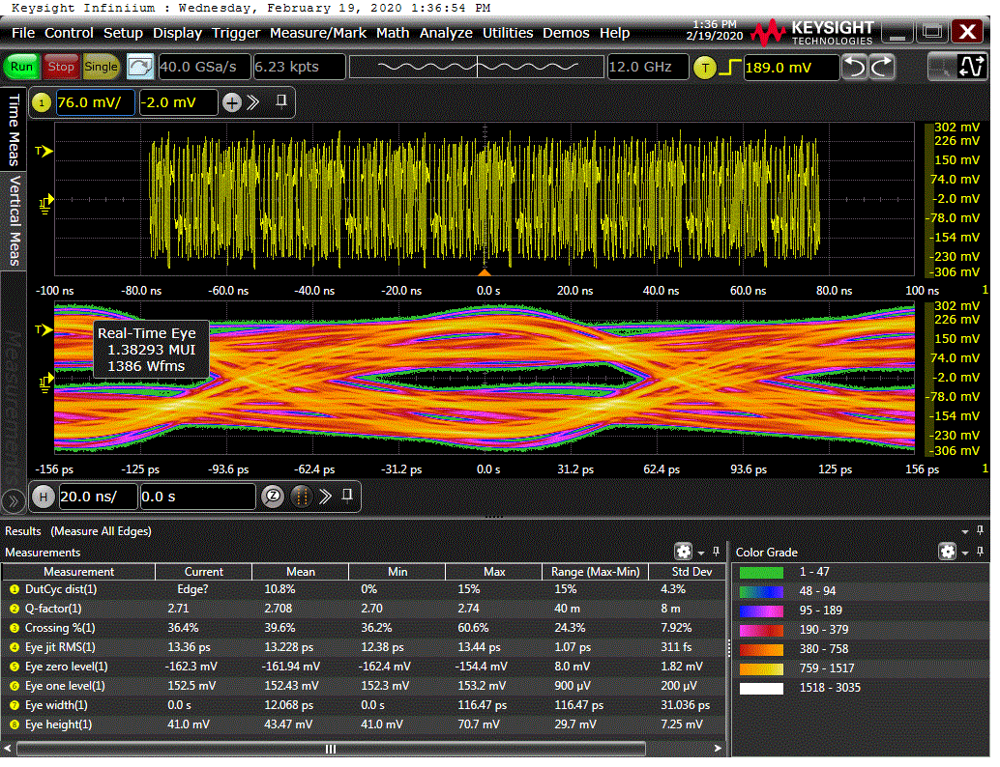 Keysight Infiniium : Wednesday, February 19, 2020 1:36:54 PM
File Control Setup Display Trigger Measure/Mark Math Analyze Utilities Demos Help
1:36 PM
2/19/2020
KEYSIGHT
TECHNOLOGIES
Run Stop Single 40.0 GSa/s 6.23 kpts 12.0 GHz T 189.0 mV
1 76.0 mV/ -2.0 mV
Time Meas
Vertical Meas
Measurements
T
302 mV
226 mV
150 mV
74.0 mV
-2.0 mV
-78.0 mV
-154 mV
-230 mV
-306 mV
-100 ns -80.0 ns -60.0 ns -40.0 ns -20.0 ns 0.0 s 20.0 ns 40.0 ns 60.0 ns 80.0 ns 100 ns 1
T
Real-Time Eye
1.38293 MUI
1386 Wfms
302 mV
226 mV
150 mV
74.0 mV
-2.0 mV
-78.0 mV
-154 mV
-230 mV
-306 mV
-156 ps -125 ps -93.6 ps -62.4 ps -31.2 ps 0.0 s 31.2 ps 62.4 ps 93.6 ps 125 ps 156 ps 1
H 20.0 ns/ 0.0 s
Results (Measure All Edges)
Measurements
Measurement Current Mean Min Max Range (Max-Min) Std Dev
1 DutCyc dist(1) Edge? 10.8% 0% 15% 15% 4.3%
2 Q-factor(1) 2.71 2.708 2.70 2.74 40 m 8 m
3 Crossing %(1) 36.4% 39.6% 36.2% 60.6% 24.3% 7.92%
4 Eye jit RMS(1) 13.36 ps 13.228 ps 12.38 ps 13.44 ps 1.07 ps 311 fs
5 Eye zero level(1) -162.3 mV -161.94 mV -162.4 mV -154.4 mV 8.0 mV 1.82 mV
6 Eye one level(1) 152.5 mV 152.43 mV 152.3 mV 153.2 mV 900 µV 200 µV
7 Eye width(1) 0.0 s 12.068 ps 0.0 s 116.47 ps 116.47 ps 31.036 ps
8 Eye height(1) 41.0 mV 43.47 mV 41.0 mV 70.7 mV 29.7 mV 7.25 mV
Color Grade
1 - 47
48 - 94
95 - 189
190 - 379
380 - 758
759 - 1517
1518 - 3035